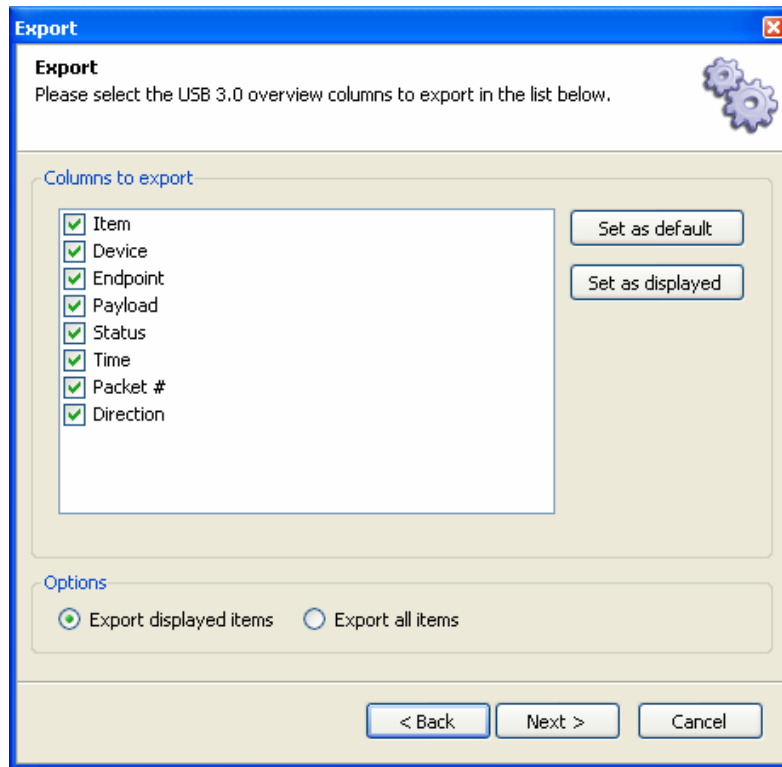 Export
Export
Please select the USB 3.0 overview columns to export in the list below.
Columns to export
Item
Device
Endpoint
Payload
Status
Time
Packet #
Direction
Set as default
Set as displayed
Options
Export displayed items
Export all items
< Back
Next >
Cancel